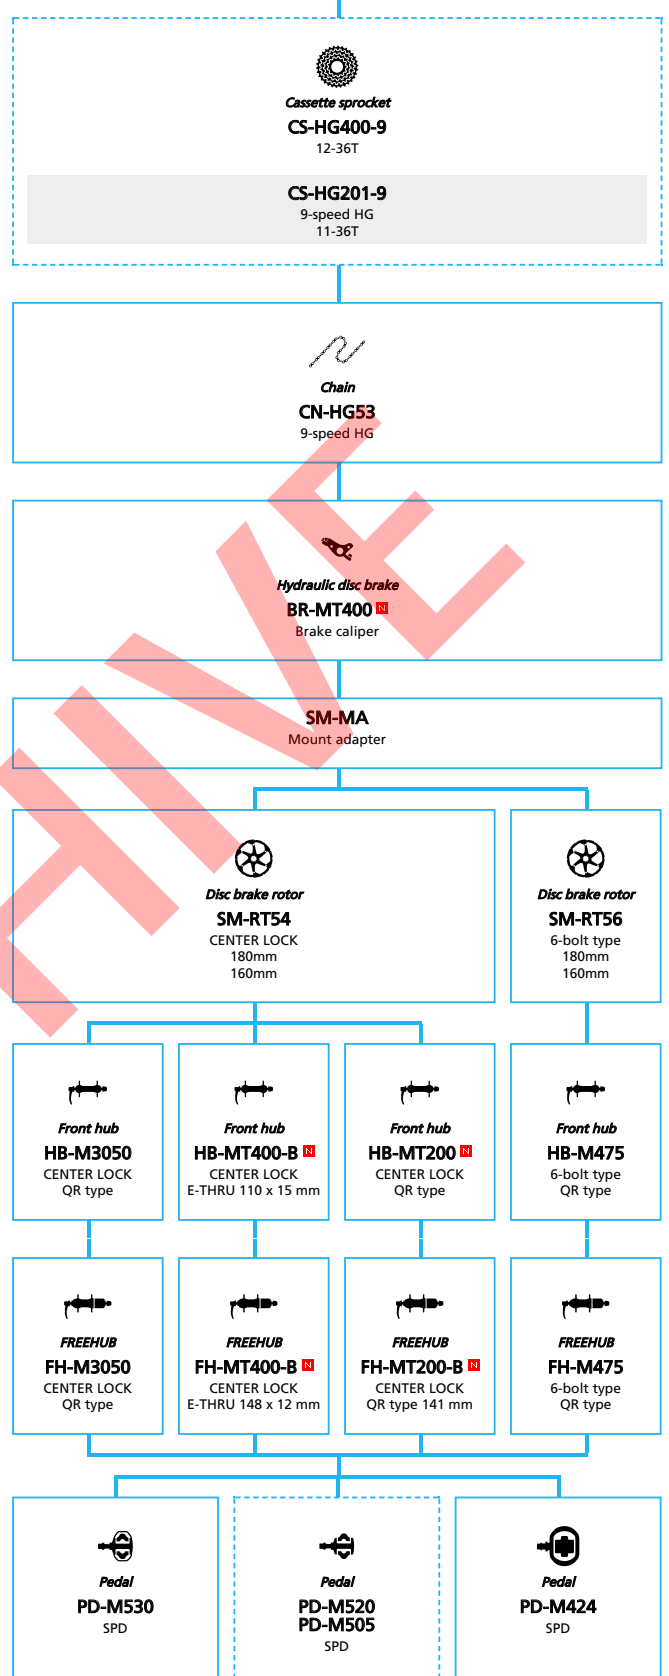 Cassette sprocket
CS-HG400-9
12-36T
CS-HG201-9
9-speed HG
11-36T
Chain
CN-HG53
9-speed HG
Hydraulic disc brake
BR-MT400 N
Brake caliper
SM-MA
Mount adapter
Disc brake rotor
SM-RT54
CENTER LOCK
180mm
160mm
Disc brake rotor
SM-RT56
6-bolt type
180mm
160mm
Front hub
HB-M3050
CENTER LOCK
QR type
Front hub
HB-MT400-B N
CENTER LOCK
E-THRU 110 x 15 mm
Front hub
HB-MT200 N
CENTER LOCK
QR type
Front hub
HB-M475
6-bolt type
QR type
FREEHUB
FH-M3050
CENTER LOCK
QR type
FREEHUB
FH-MT400-B N
CENTER LOCK
E-THRU 148 x 12 mm
FREEHUB
FH-MT200-B N
CENTER LOCK
QR type 141 mm
FREEHUB
FH-M475
6-bolt type
QR type
Pedal
PD-M530
SPD
Pedal
PD-M520
PD-M505
SPD
Pedal
PD-M424
SPD
HIVE